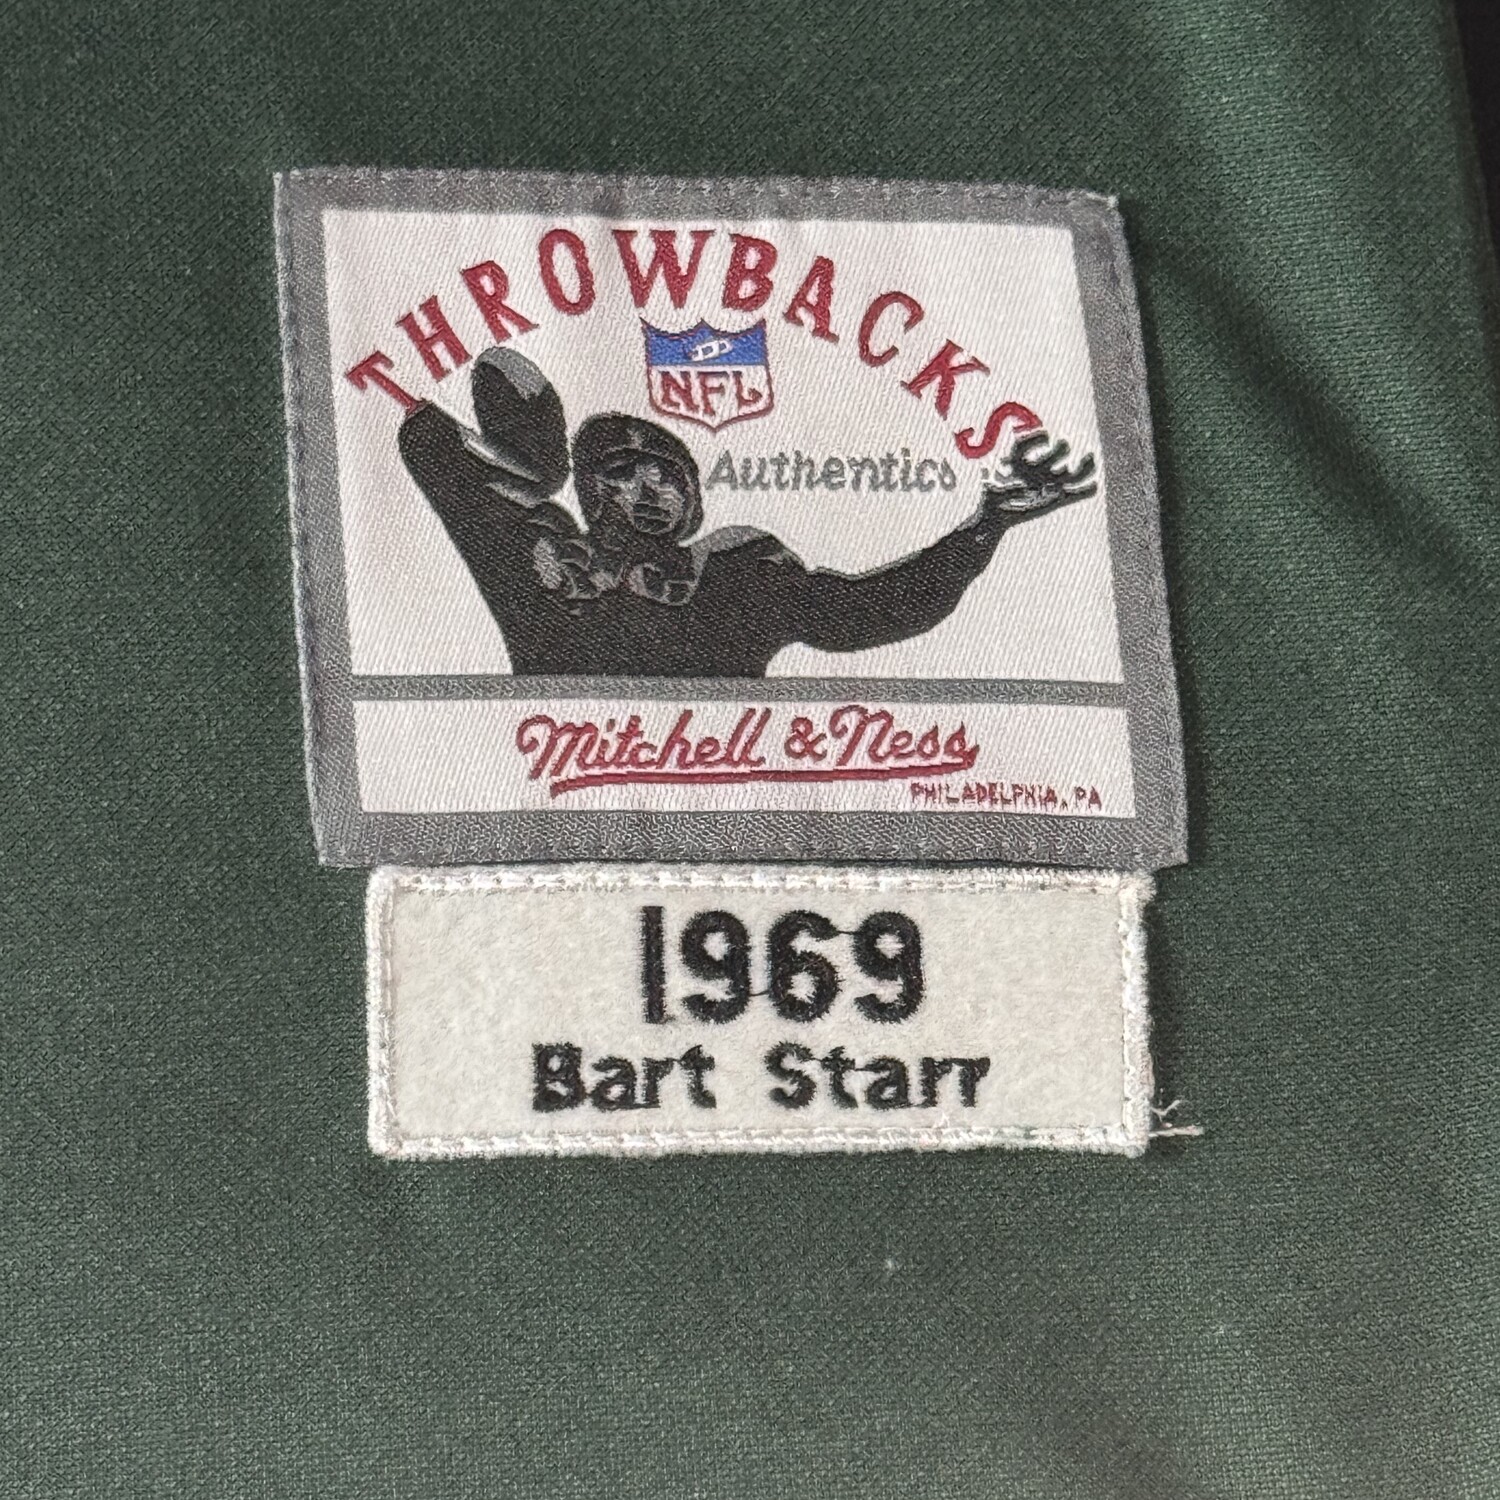 THROWBACKS
NFL
Authentics
Mitchell & Ness
PHILADELPHIA, PA
1969
Bart Starr